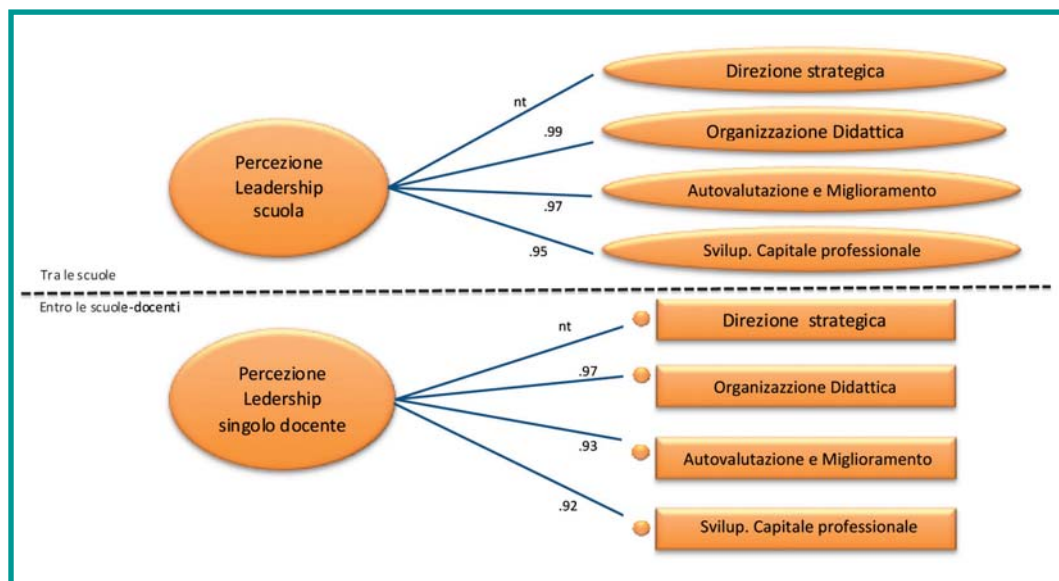 Direzione strategica
nt
.99
Organizzazione Didattica
Percezione
Leadership
scuola
Autovalutazione e Miglioramento
.97
.95
Svilup. Capitale professionale
Tra le scuole
Entro le scuole-docenti
Direzione strategica
nt
Percezione
Ledership
singolo docente
.97
Organizazzione Didattica
.93
Autovalutazione e Miglioramento
.92
Svilup. Capitale professionale